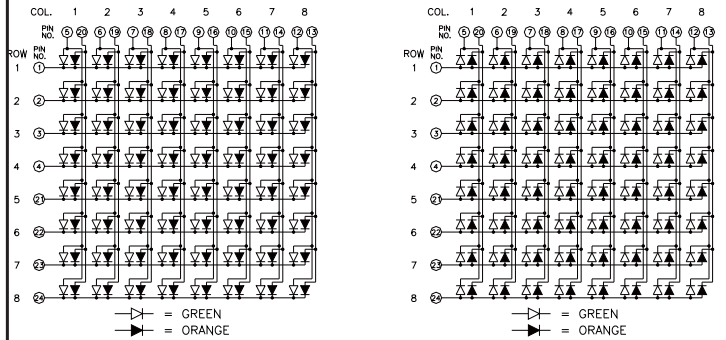 COL. 1 2 3 4 5 6 7 8
PIN NO. 5 20 6 19 7 18 8 17 9 16 10 15 11 14 12 13
ROW PIN NO.
1 1
2 2
3 3
4 4
5 21
6 22
7 23
8 24
= GREEN
= ORANGE
COL. 1 2 3 4 5 6 7 8
PIN NO. 5 20 6 19 7 18 8 17 9 16 10 15 11 14 12 13
ROW PIN NO.
1 1
2 2
3 3
4 4
5 21
6 22
7 23
8 24
= GREEN
= ORANGE